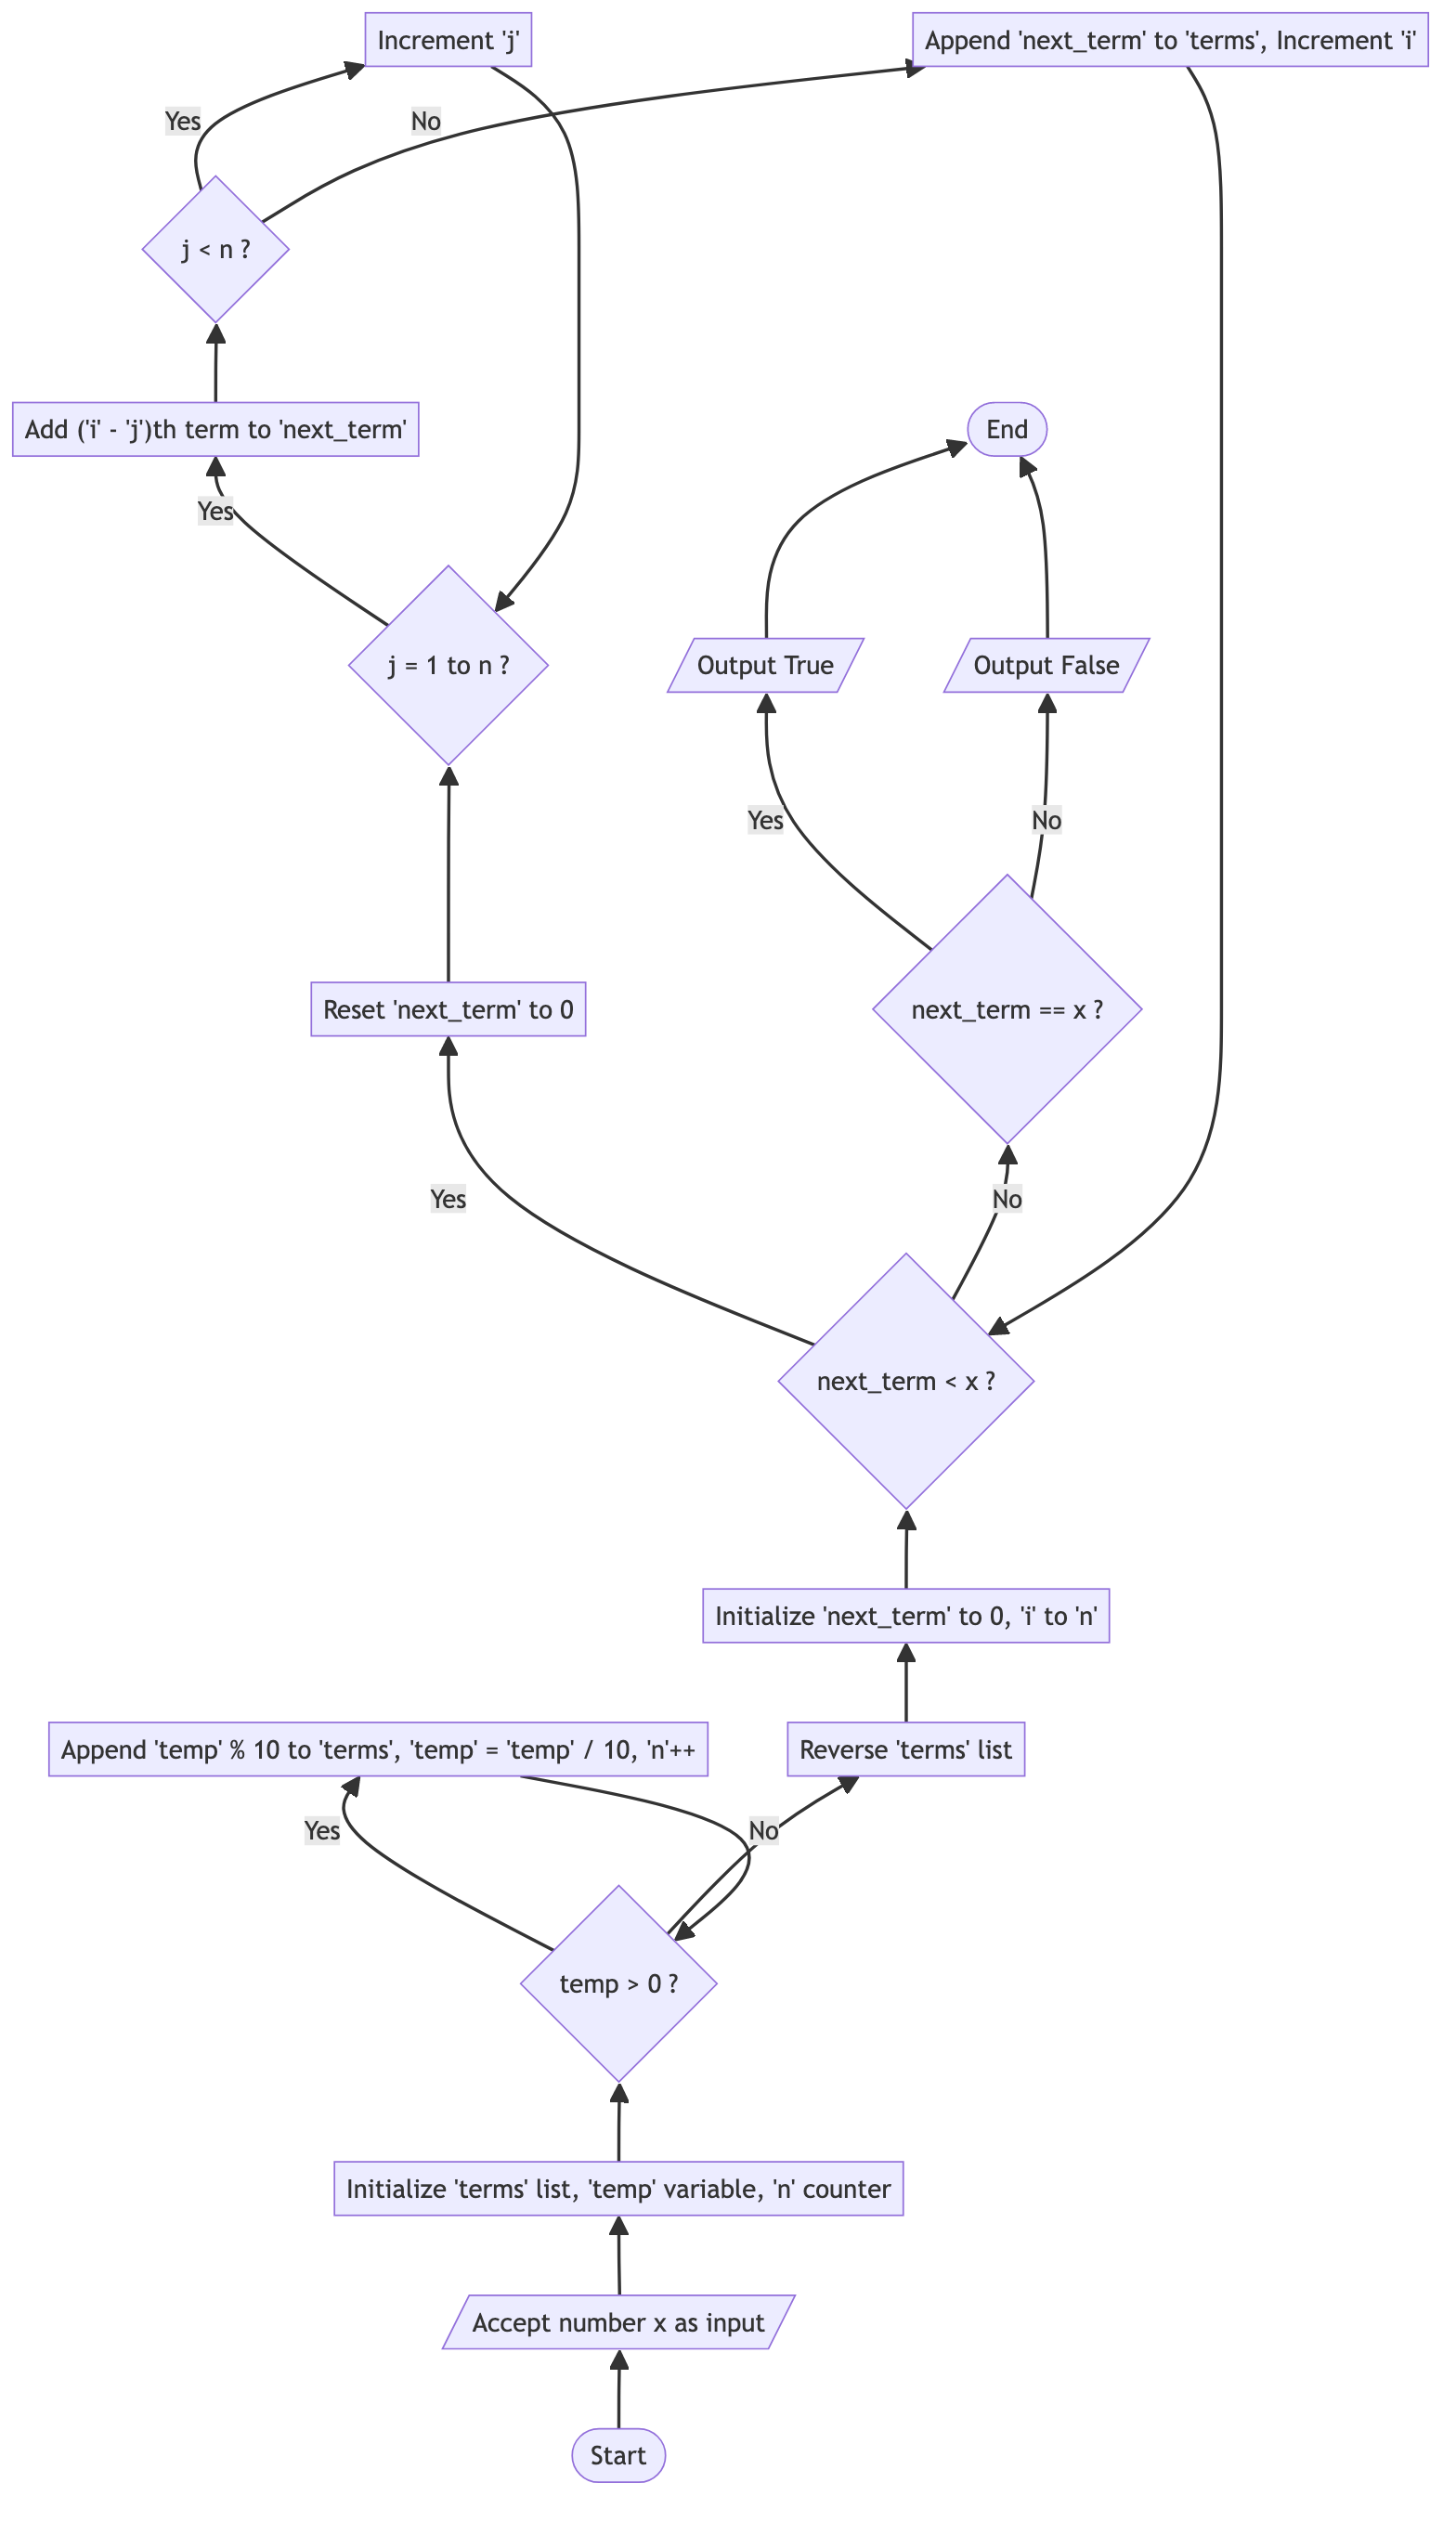 Increment 'j'
Append 'next_term' to 'terms', Increment 'i'
Yes
No
j < n ?
Add ('i' - 'j')th term to 'next_term'
End
Yes
j = 1 to n ?
Output True
Output False
Yes
No
Reset 'next_term' to 0
next_term == x ?
Yes
No
next_term < x ?
Initialize 'next_term' to 0, 'i' to 'n'
Append 'temp' % 10 to 'terms', 'temp' = 'temp' / 10, 'n'++
Reverse 'terms' list
Yes
No
temp > 0 ?
Initialize 'terms' list, 'temp' variable, 'n' counter
Accept number x as input
Start